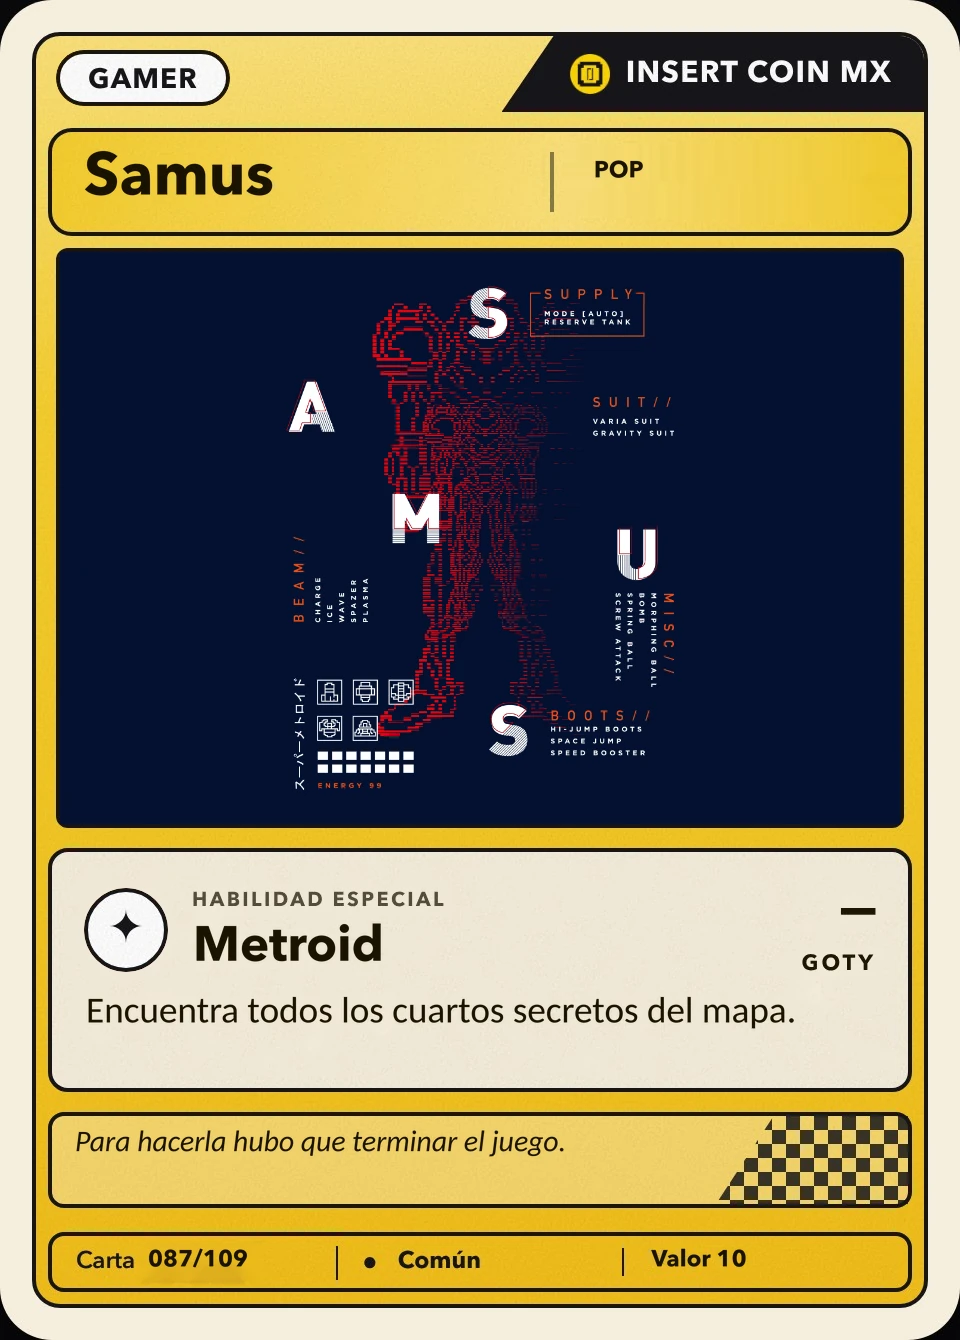 GAMER
INSERT COIN MX
Samus
POP
S
SUPPLY
MODE [AUTO]
RESERVE TANK
A
SUIT//
VARIA SUIT
GRAVITY SUIT
M
U
BEAM//
CHARGE
ICE
WAVE
SPAZER
PLASMA
MISC//
MORPHING BALL
BOMB
SPRING BALL
SCREW ATTACK
スーパーメトロイド
S
BOOTS//
HI-JUMP BOOTS
SPACE JUMP
SPEED BOOSTER
ENERGY 99
HABILIDAD ESPECIAL
Metroid
—
GOTY
Encuentra todos los cuartos secretos del mapa.
Para hacerla hubo que terminar el juego.
Carta 087/109
● Común
Valor 10